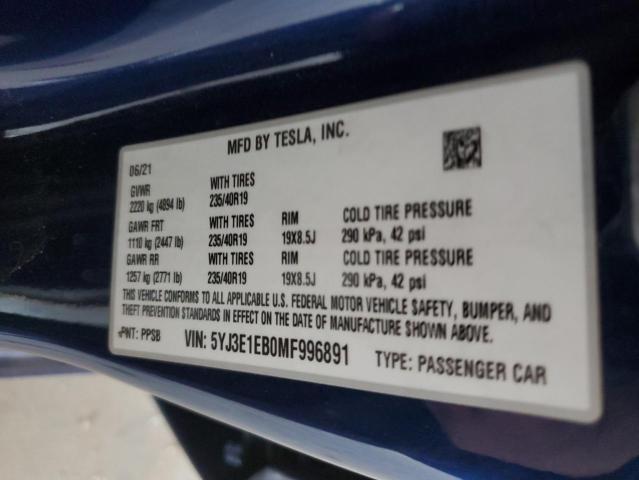 MFD BY TESLA, INC.
06/21
GVWR WITH TIRES
2220 kg (4894 lb) 235/40R19
GAWR FRT WITH TIRES RIM COLD TIRE PRESSURE
1110 kg (2447 lb) 235/40R19 19X8.5J 290 kPa, 42 psi
GAWR RR WITH TIRES RIM COLD TIRE PRESSURE
1257 kg (2771 lb) 235/40R19 19X8.5J 290 kPa, 42 psi
THIS VEHICLE CONFORMS TO ALL APPLICABLE U.S. FEDERAL MOTOR VEHICLE SAFETY, BUMPER, AND
THEFT PREVENTION STANDARDS IN EFFECT ON DATE OF MANUFACTURE SHOWN ABOVE.
PNT: PPSB VIN: 5YJ3E1EB0MF996891 TYPE: PASSENGER CAR